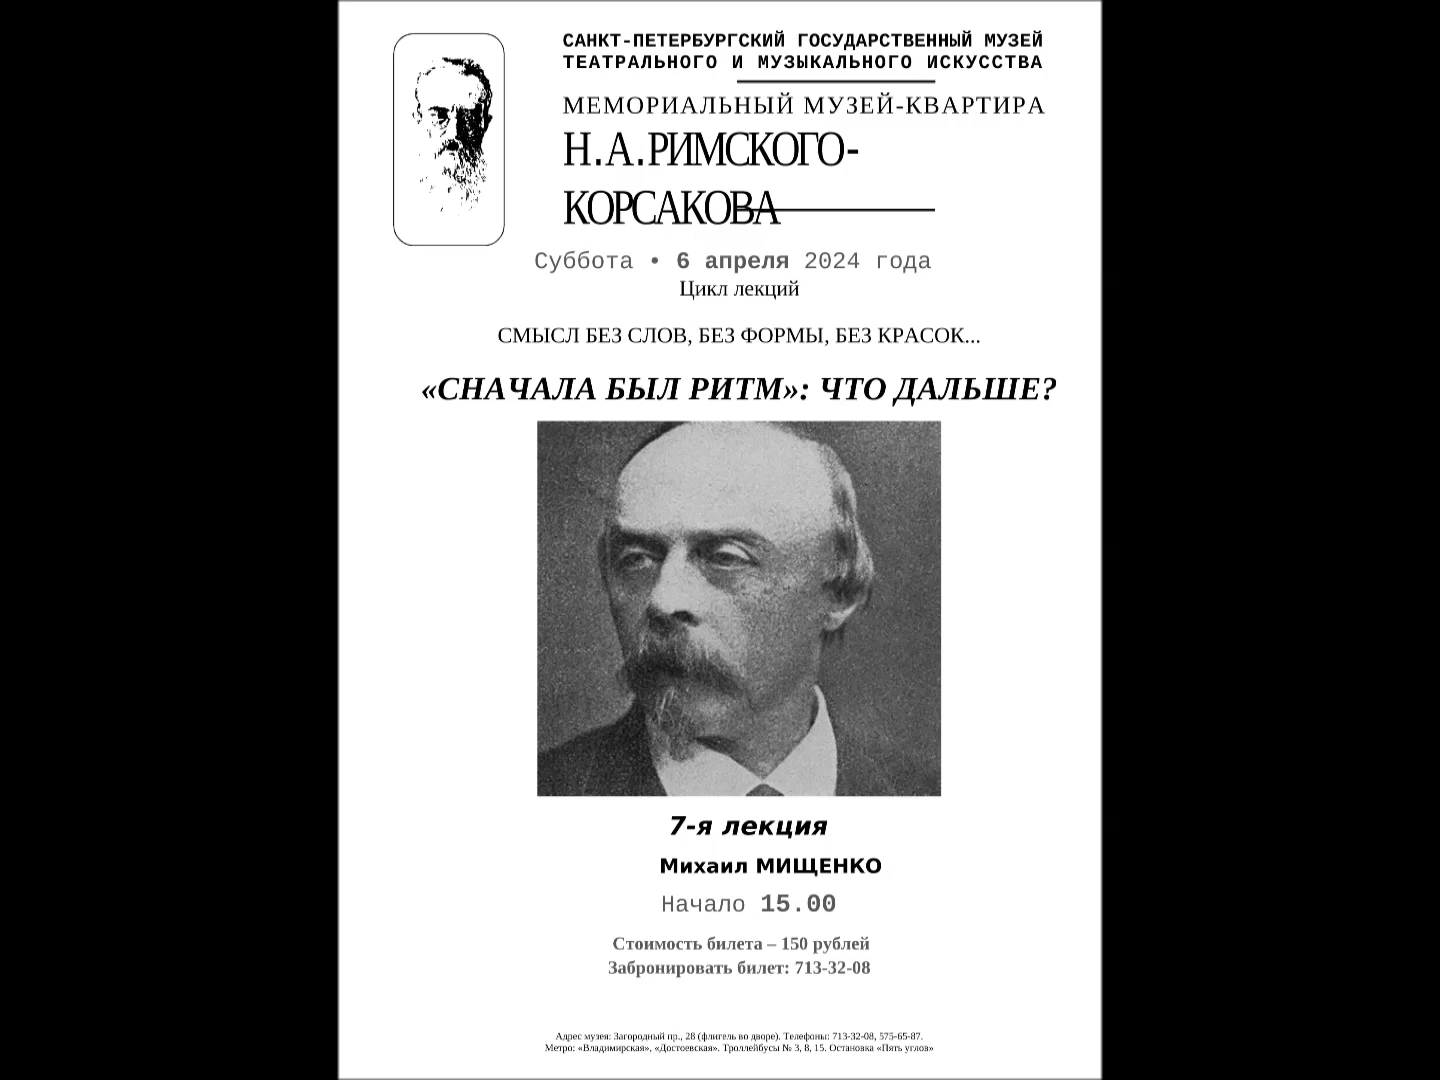 САНКТ-ПЕТЕРБУРГСКИЙ ГОСУДАРСТВЕННЫЙ МУЗЕЙ
ТЕАТРАЛЬНОГО И МУЗЫКАЛЬНОГО ИСКУССТВА
МЕМОРИАЛЬНЫЙ МУЗЕЙ-КВАРТИРА
Н.А.РИМСКОГО-
КОРСАКОВА
Суббота • 6 апреля 2024 года
Цикл лекций
СМЫСЛ БЕЗ СЛОВ, БЕЗ ФОРМЫ, БЕЗ КРАСОК...
«СНАЧАЛА БЫЛ РИТМ»: ЧТО ДАЛЬШЕ?
7-я лекция
Михаил МИЩЕНКО
Начало 15.00
Стоимость билета – 150 рублей
Забронировать билет: 713-32-08
Адрес музея: Загородный пр., 28 (флигель во дворе). Телефоны: 713-32-08, 575-65-87.
Метро: «Владимирская», «Достоевская». Троллейбусы № 3, 8, 15. Остановка «Пять углов»